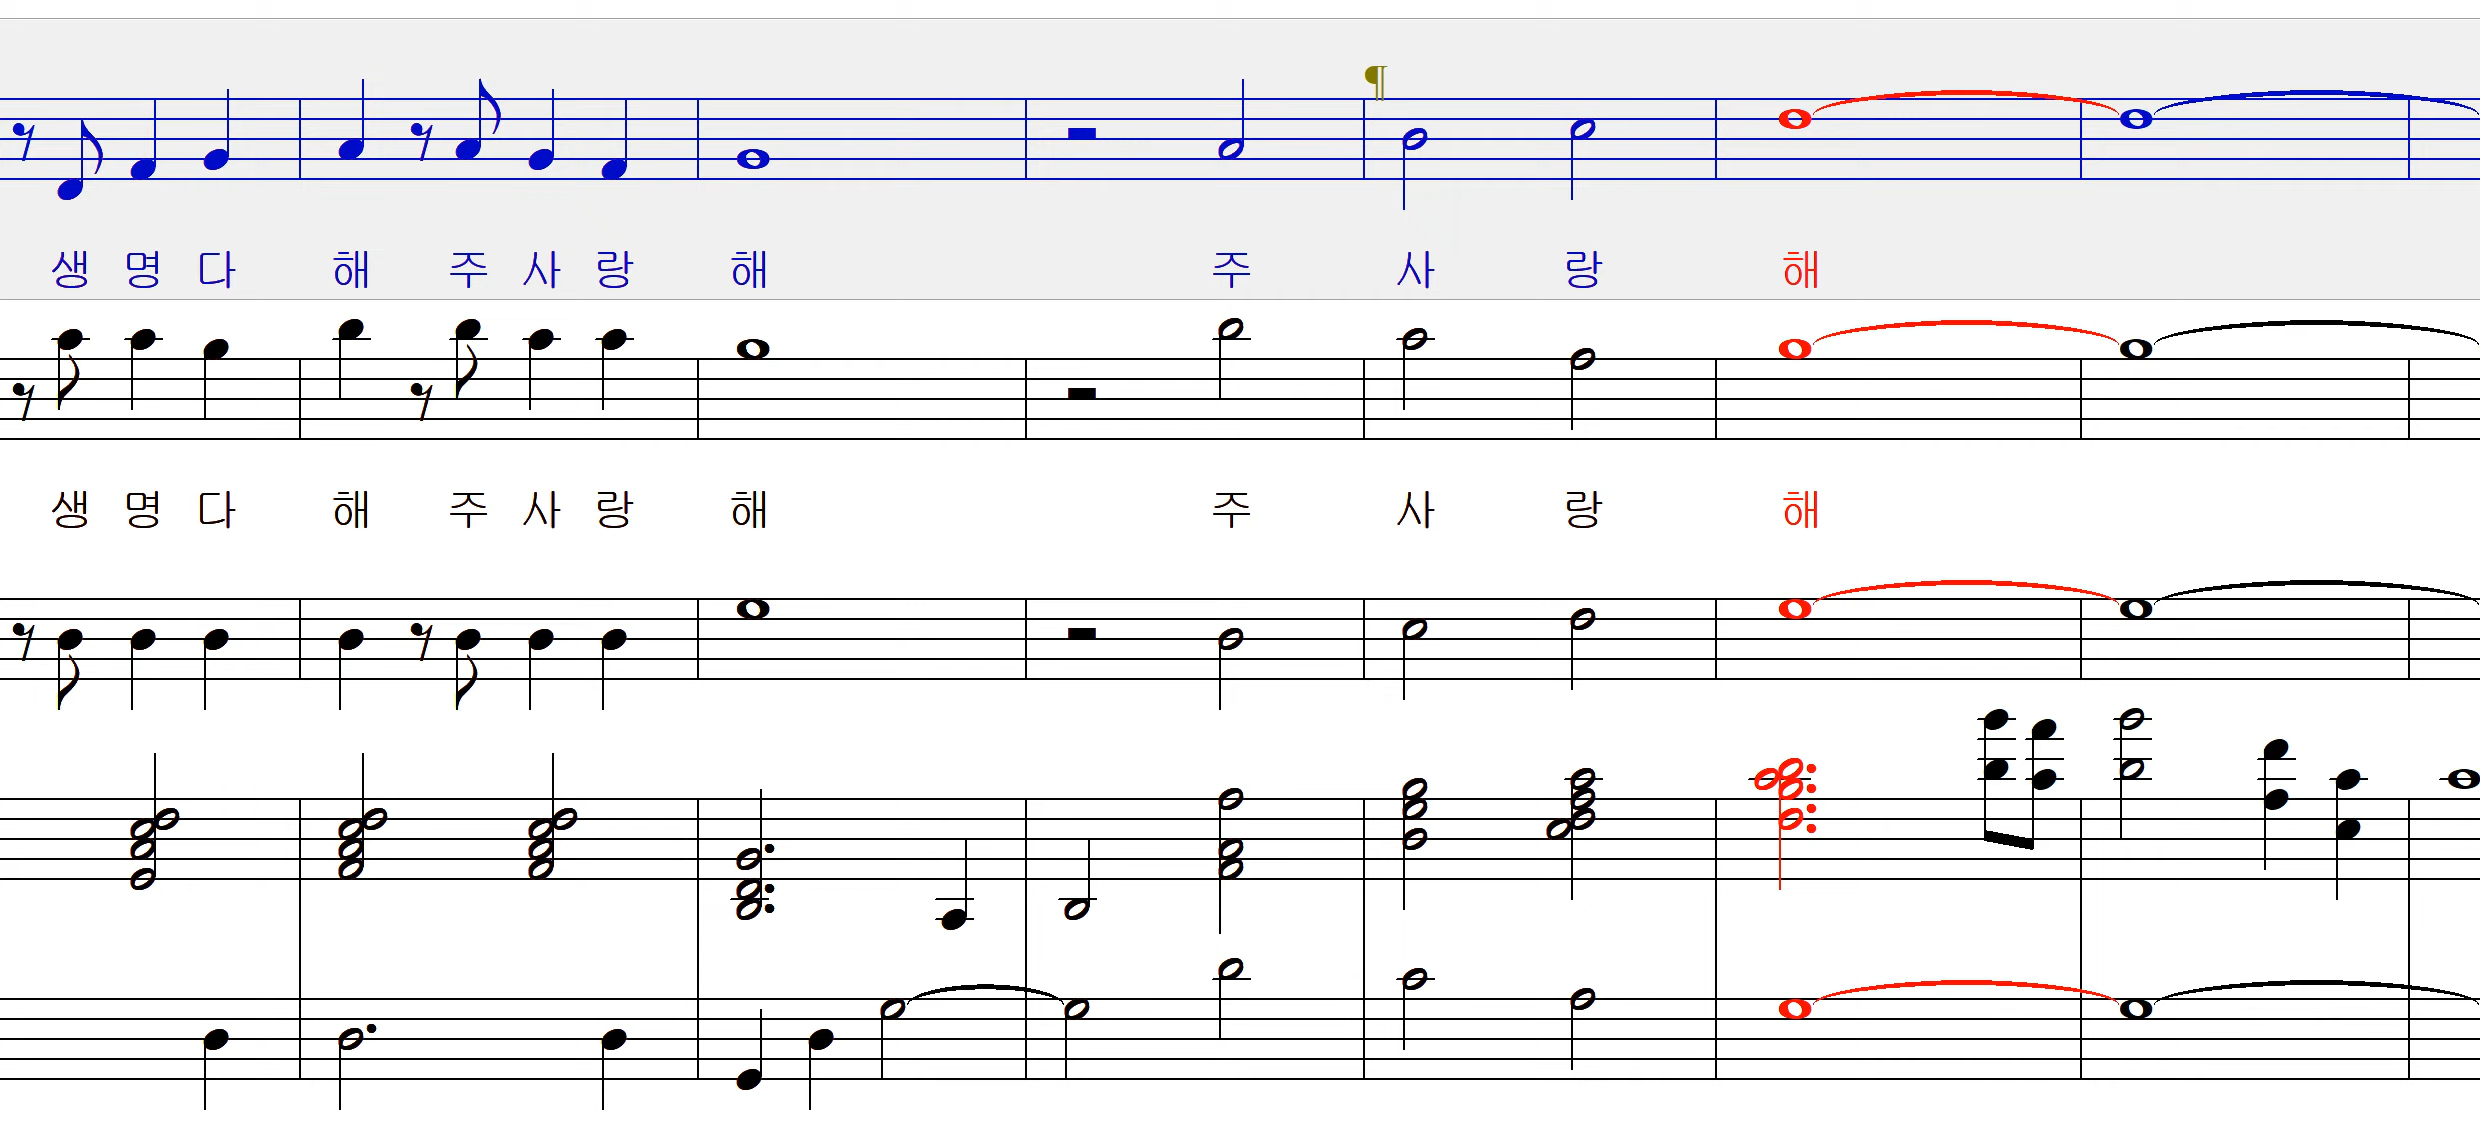 생 명 다 해 주 사 랑 해 주 사 랑 해
생 명 다 해 주 사 랑 해 주 사 랑 해